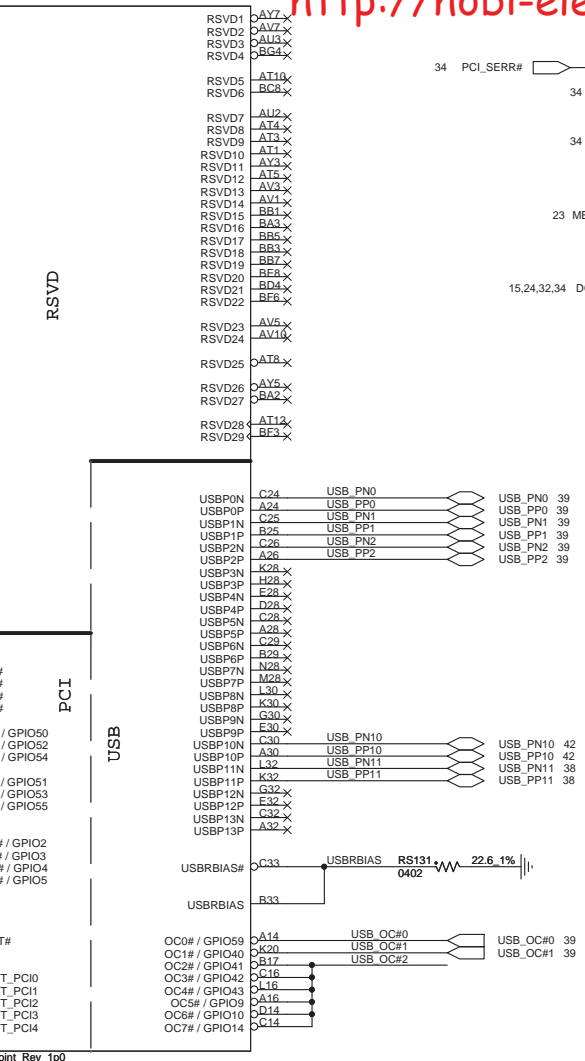 http://hobi-ele
RSVD1 AY7
RSVD2 AV7
RSVD3 AU3
RSVD4 BG4
34 PCI_SERR#
RSVD5 AT10
34
RSVD6 BC8
RSVD7 AU2
RSVD8 AT4
34
RSVD9 AT3
RSVD10 AT1
RSVD11 AY3
RSVD12 AT5
RSVD13 AV3
RSVD14 AV1
RSVD15 BB1
23 ME
RSVD16 BA3
RSVD17 BB5
RSVD18 BB3
RSVD19 BB7
RSVD20 BE8
RSVD21 BD4
15,24,32,34
RSVD22 BF6
RSVD
RSVD23 AV5
RSVD24 AV10
RSVD25 AT8
RSVD26 AY5
RSVD27 BA2
RSVD28 AT12
RSVD29 BF3
USBP0N C24 USB_PN0 USB_PN0 39
USBP0P A24 USB_PP0 USB_PP0 39
USBP1N C25 USB_PN1 USB_PN1 39
USBP1P B25 USB_PP1 USB_PP1 39
USBP2N C26 USB_PN2 USB_PN2 39
USBP2P A26 USB_PP2 USB_PP2 39
USBP3N K28
USBP3P H28
USBP4N E28
USBP4P D28
USBP5N C28
USBP5P A28
USBP6N C29
USBP6P B29
USBP7N N28
USBP7P M28
USBP8N L30
USBP8P K30
USBP9N G30
USBP9P E30
USBP10N C30 USB_PN10 USB_PN10 42
USBP10P A30 USB_PP10 USB_PP10 42
USBP11N L32 USB_PN11 USB_PN11 38
USBP11P K32 USB_PP11 USB_PP11 38
USBP12N G32
USBP12P E32
USBP13N C32
USBP13P A32
PCI
USB
#
#
#
#
/ GPIO50
/ GPIO52
/ GPIO54
/ GPIO51
/ GPIO53
/ GPIO55
# / GPIO2
# / GPIO3
# / GPIO4
# / GPIO5
USBRBIAS# C33 USBRBIAS RS131 22.6_1%
0402
USBRBIAS B33
T#
OC0# / GPIO59 A14 USB_OC#0 USB_OC#0 39
OC1# / GPIO40 K20 USB_OC#1 USB_OC#1 39
OC2# / GPIO41 B17 USB_OC#2
T_PCI0 OC3# / GPIO42 C16
T_PCI1 OC4# / GPIO43 L16
T_PCI2 OC5# / GPIO9 A16
T_PCI3 OC6# / GPIO10 D14
T_PCI4 OC7# / GPIO14 C14
oint_Rev_1p0